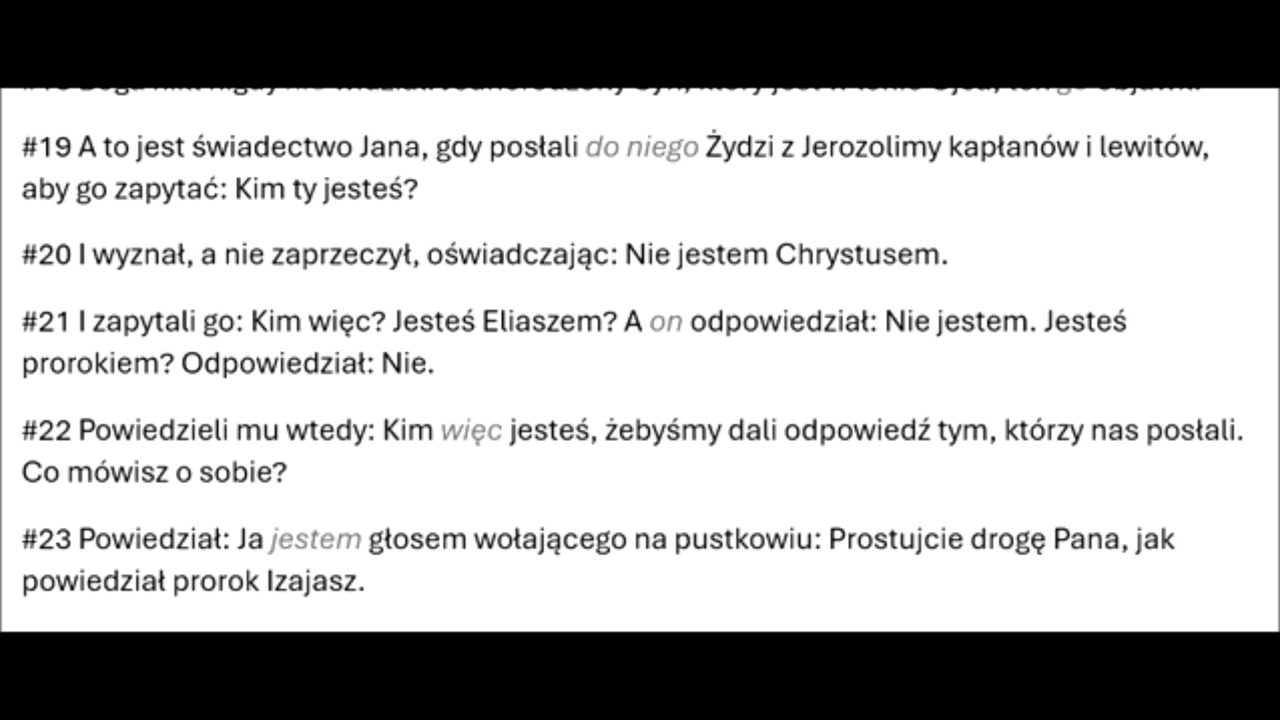 #19 A to jest świadectwo Jana, gdy posłali do niego Żydzi z Jerozolimy kapłanów i lewitów,
aby go zapytać: Kim ty jesteś?
#20 I wyznał, a nie zaprzeczył, oświadczając: Nie jestem Chrystusem.
#21 I zapytali go: Kim więc? Jesteś Eliaszem? A on odpowiedział: Nie jestem. Jesteś
prorokiem? Odpowiedział: Nie.
#22 Powiedzieli mu wtedy: Kim więc jesteś, żebyśmy dali odpowiedź tym, którzy nas posłali.
Co mówisz o sobie?
#23 Powiedział: Ja jestem głosem wołającego na pustkowiu: Prostujcie drogę Pana, jak
powiedział prorok Izajasz.